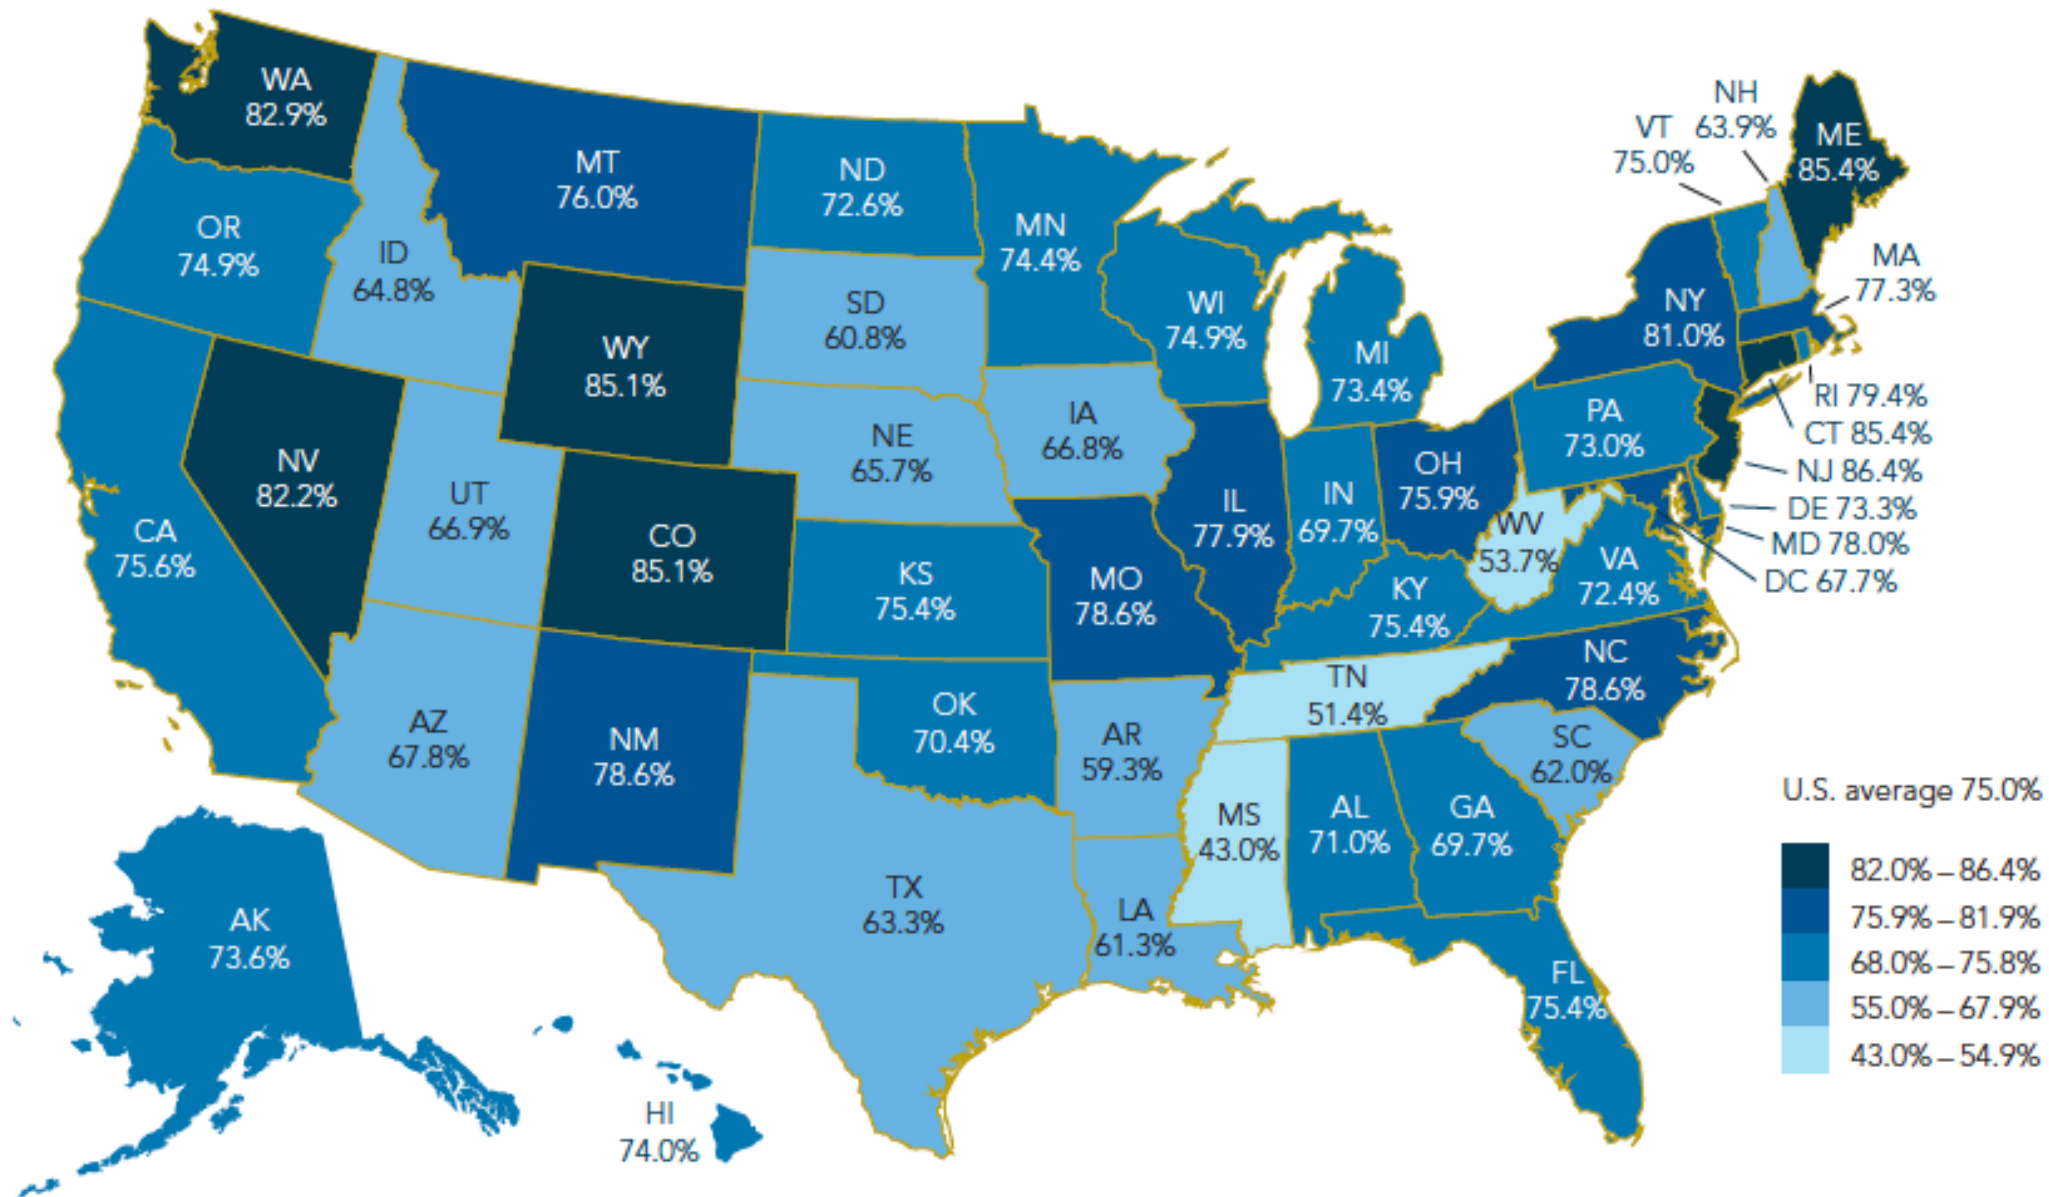 WA
82.9%
MT
76.0%
ND
72.6%
MN
74.4%
OR
74.9%
ID
64.8%
WY
85.1%
SD
60.8%
WI
74.9%
MI
73.4%
NH
63.9%
VT
75.0%
ME
85.4%
MA
77.3%
NY
81.0%
RI 79.4%
CT 85.4%
NJ 86.4%
DE 73.3%
MD 78.0%
DC 67.7%
PA
73.0%
NV
82.2%
UT
66.9%
CO
85.1%
NE
65.7%
IA
66.8%
IL
77.9%
IN
69.7%
OH
75.9%
WV
53.7%
VA
72.4%
CA
75.6%
KS
75.4%
MO
78.6%
KY
75.4%
NC
78.6%
TN
51.4%
AZ
67.8%
NM
78.6%
OK
70.4%
AR
59.3%
SC
62.0%
MS
43.0%
AL
71.0%
GA
69.7%
TX
63.3%
LA
61.3%
FL
75.4%
AK
73.6%
HI
74.0%
U.S. average 75.0%
82.0%–86.4%
75.9%–81.9%
68.0%–75.8%
55.0%–67.9%
43.0%–54.9%